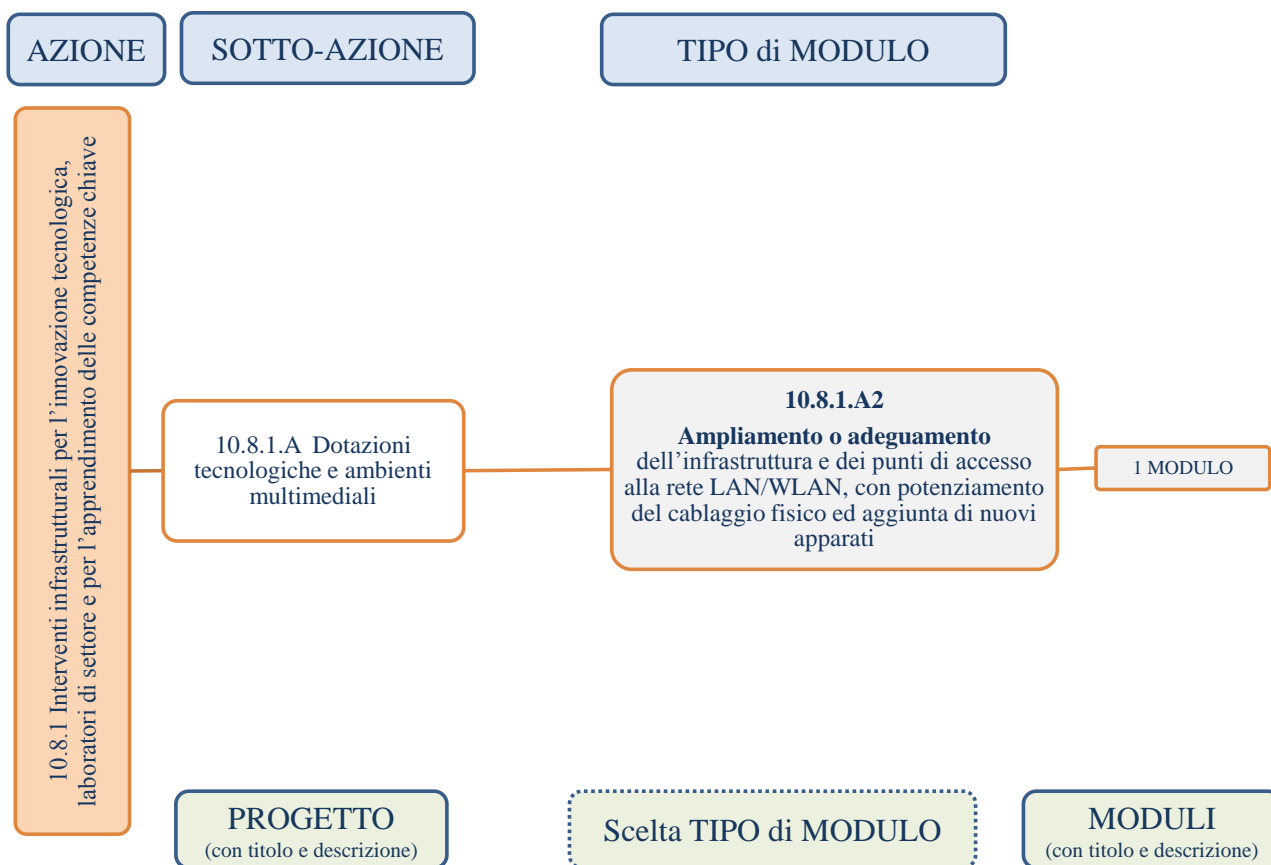 AZIONE
SOTTO-AZIONE
TIPO di MODULO
10.8.1 Interventi infrastrutturali per l’innovazione tecnologica,
laboratori di settore e per l’apprendimento delle competenze chiave
10.8.1.A Dotazioni
tecnologiche e ambienti
multimediali
10.8.1.A2
Ampliamento o adeguamento
dell’infrastruttura e dei punti di accesso
alla rete LAN/WLAN, con potenziamento
del cablaggio fisico ed aggiunta di nuovi
apparati
1 MODULO
PROGETTO
(con titolo e descrizione)
Scelta TIPO di MODULO
MODULI
(con titolo e descrizione)